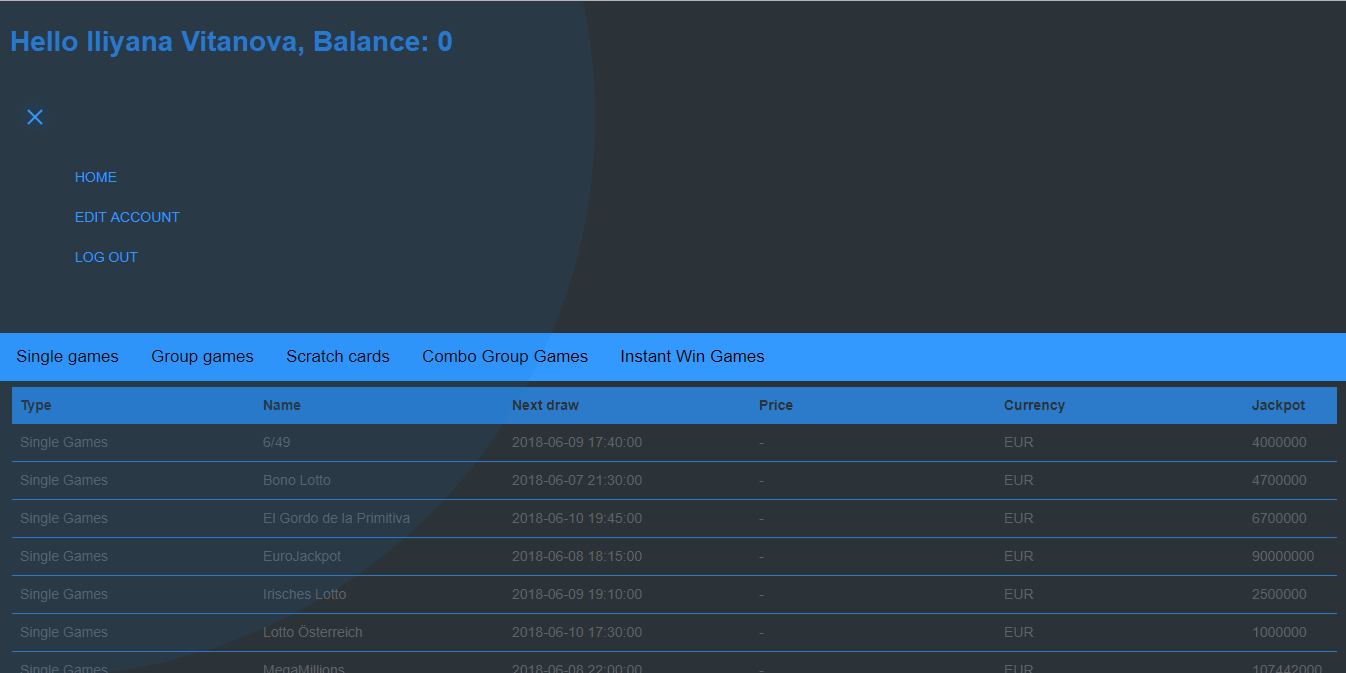 Hello Iliyana Vitanova, Balance: 0
HOME
EDIT ACCOUNT
LOG OUT
Single games Group games Scratch cards Combo Group Games Instant Win Games
Type Name Next draw Price Currency Jackpot
Single Games 6/49 2018-06-09 17:40:00 - EUR 4000000
Single Games Bono Lotto 2018-06-07 21:30:00 - EUR 4700000
Single Games El Gordo de la Primitiva 2018-06-10 19:45:00 - EUR 6700000
Single Games EuroJackpot 2018-06-08 18:15:00 - EUR 90000000
Single Games Irisches Lotto 2018-06-09 19:10:00 - EUR 2500000
Single Games Lotto Österreich 2018-06-10 17:30:00 - EUR 1000000
Single Games MegaMillions 2018-06-08 22:00:00 - EUR 107442000